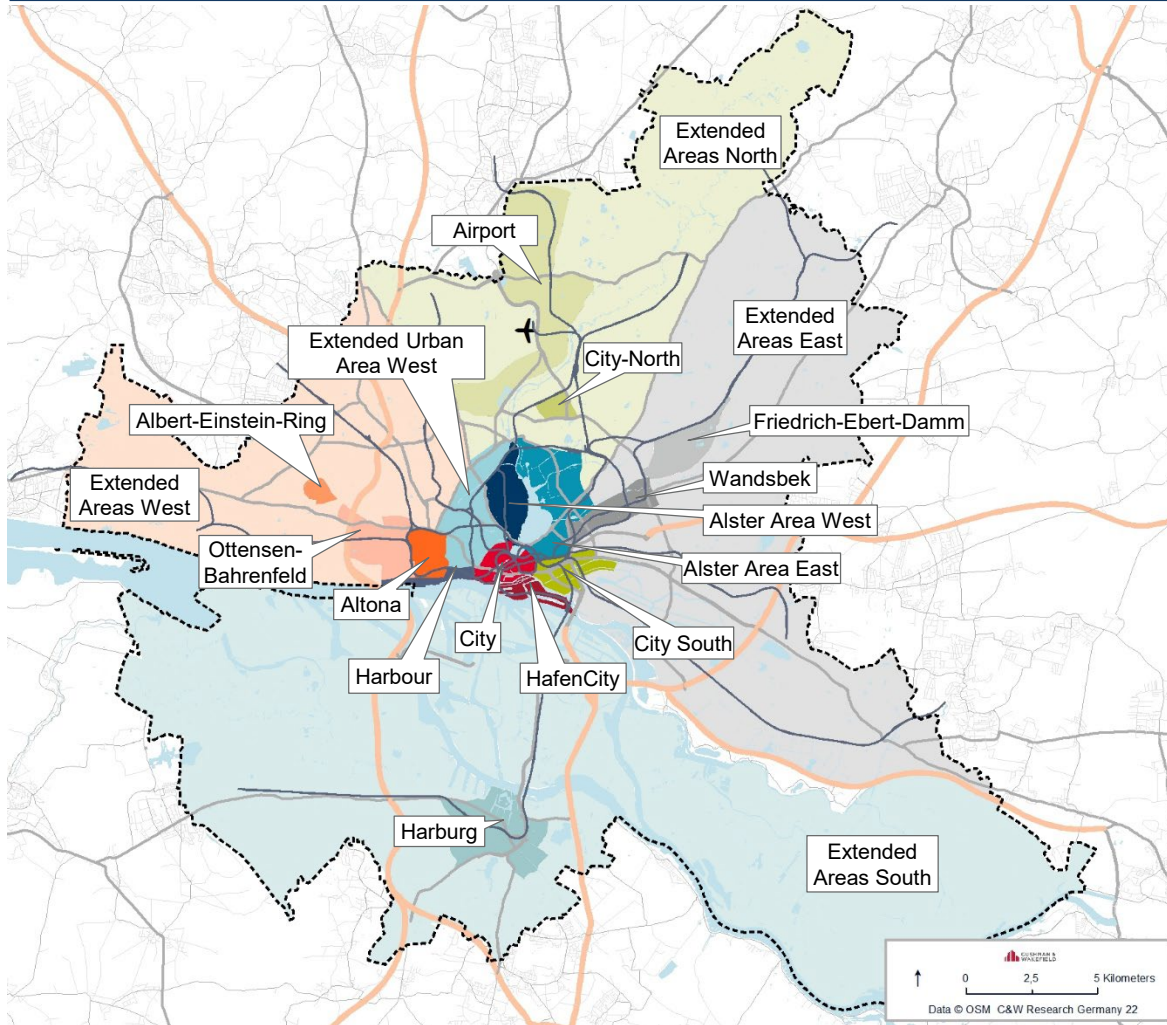 Extended
Areas North
Airport
Extended
Areas East
Extended Urban
Area West
City-North
Albert-Einstein-Ring
Friedrich-Ebert-Damm
Extended
Areas West
Wandsbek
Alster Area West
Ottensen-
Bahrenfeld
Alster Area East
Altona
City
City South
Harbour
HafenCity
Harburg
Extended
Areas South
CUSHMAN &
WAKEFIELD
0 2,5 5 Kilometers
Data © OSM C&W Research Germany 22